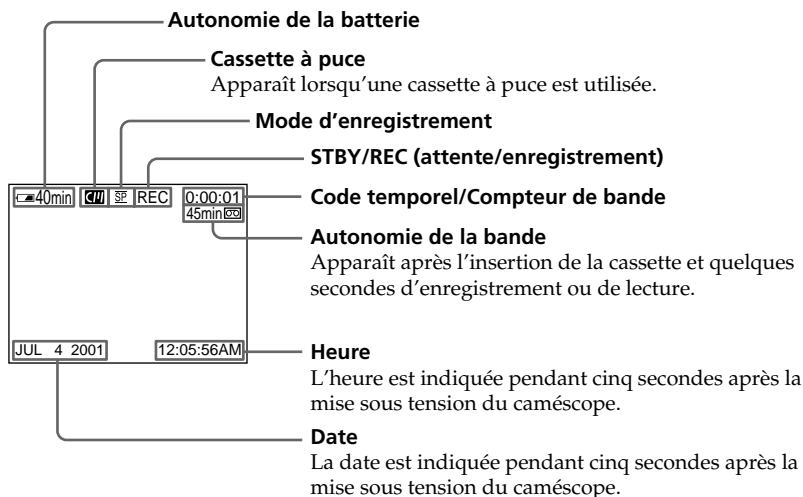 Autonomie de la batterie
Cassette à puce
Apparaît lorsqu'une cassette à puce est utilisée.
Mode d'enregistrement
STBY/REC (attente/enregistrement)
40min SP REC 0:00:01
Code temporel/Compteur de bande
45min
Autonomie de la bande
Apparaît après l'insertion de la cassette et quelques
secondes d'enregistrement ou de lecture.
JUL 4 2001 12:05:56AM
Heure
L'heure est indiquée pendant cinq secondes après la
mise sous tension du caméscope.
Date
La date est indiquée pendant cinq secondes après la
mise sous tension du caméscope.